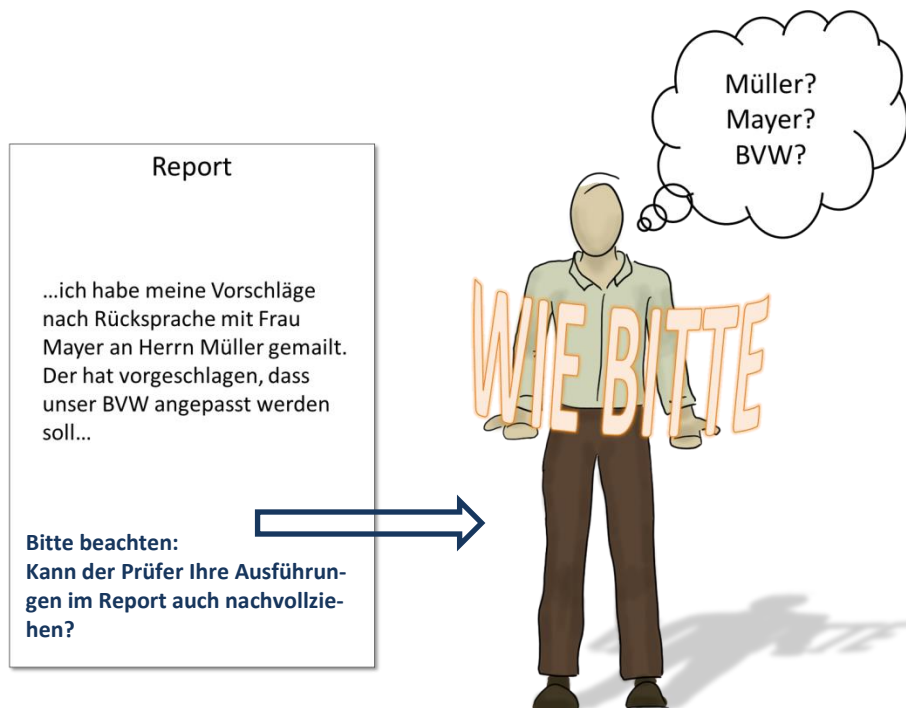 Report
...ich habe meine Vorschläge
nach Rücksprache mit Frau
Mayer an Herrn Müller gemailt.
Der hat vorgeschlagen, dass
unser BVW angepasst werden
soll...
Bitte beachten:
Kann der Prüfer Ihre Ausführun-
gen im Report auch nachvollzie-
hen?
Müller?
Mayer?
BVW?
WIE BITTE